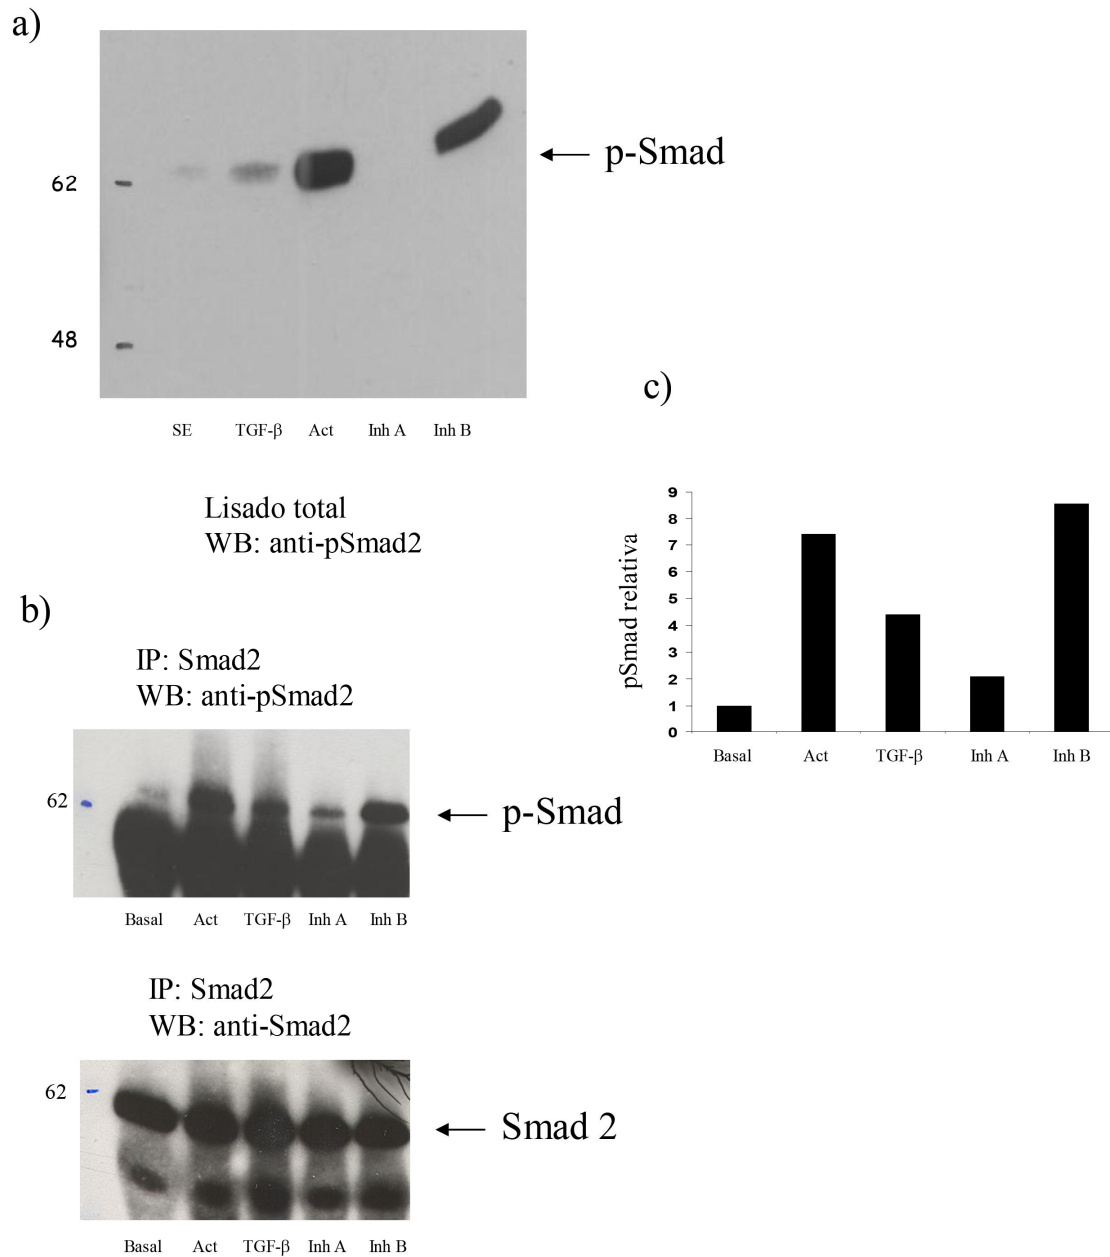 a)
p-Smad
62
48
SE TGF-β Act Inh A Inh B
Lisado total
WB: anti-pSmad2
c)
9
8
7
6
5
4
3
2
1
0
pSmad relativa
Basal Act TGF-β Inh A Inh B
b)
IP: Smad2
WB: anti-pSmad2
62
p-Smad
Basal Act TGF-β Inh A Inh B
IP: Smad2
WB: anti-Smad2
62
Smad 2
Basal Act TGF-β Inh A Inh B